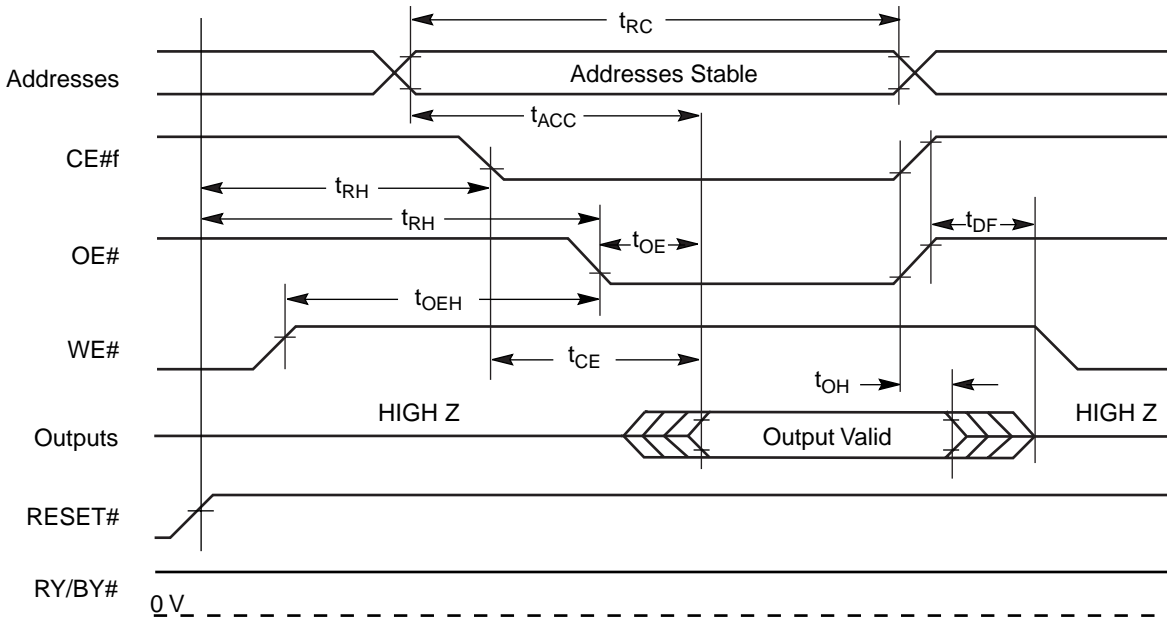 tRC
Addresses
Addresses Stable
tACC
CE#f
tRH
tRH
tDF
OE#
tOE
tOEH
WE#
tCE
tOH
HIGH Z
HIGH Z
Outputs
Output Valid
RESET#
RY/BY#
0 V